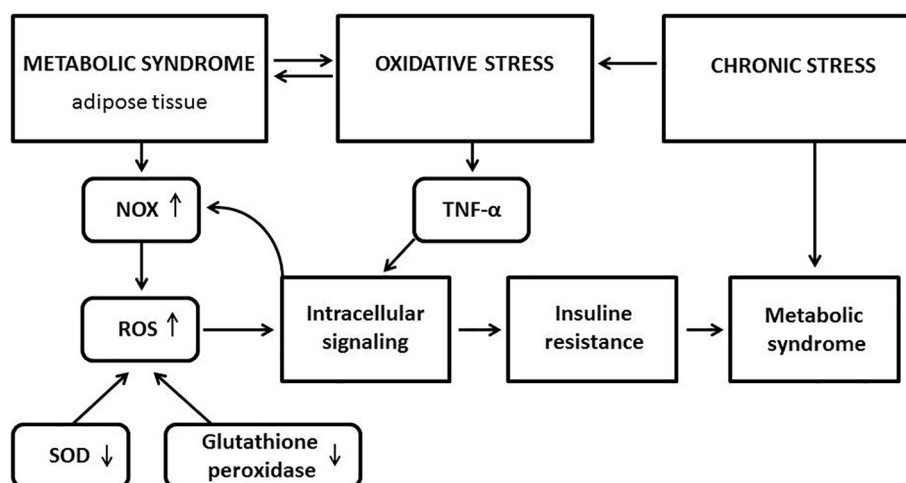 METABOLIC SYNDROME
adipose tissue
OXIDATIVE STRESS
CHRONIC STRESS
NOX ↑
TNF-α
ROS ↑
Intracellular
signaling
Insuline
resistance
Metabolic
syndrome
SOD ↓
Glutathione
peroxidase ↓